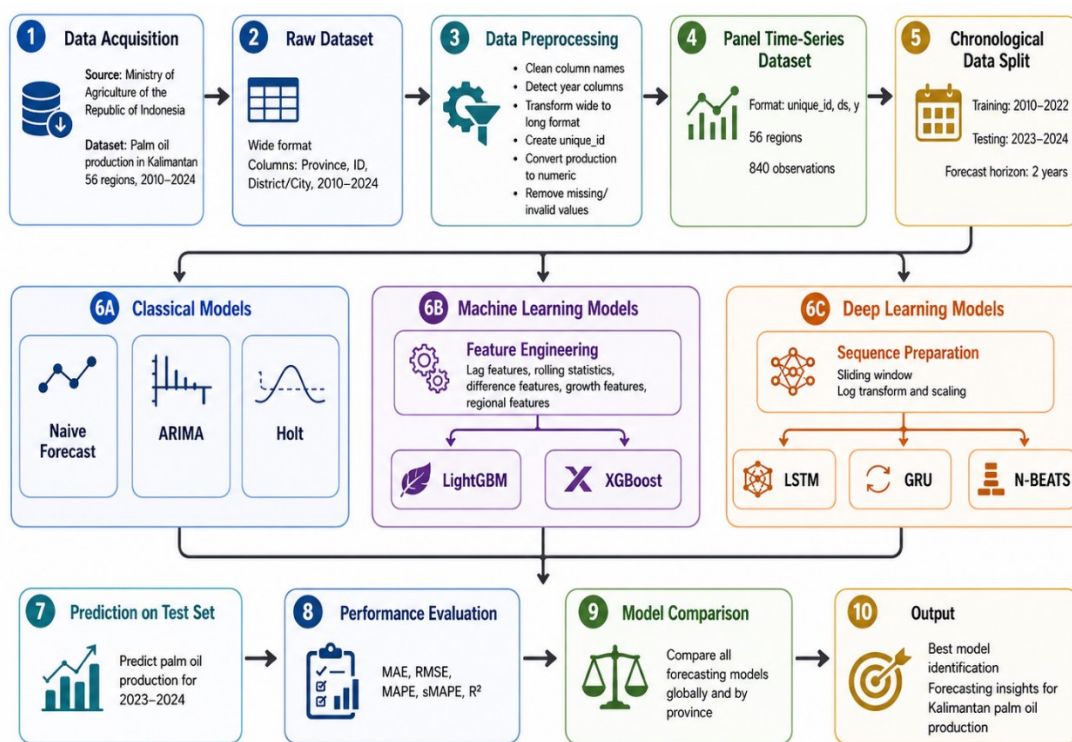 1
Data Acquisition
Source: Ministry of
Agriculture of the
Republic of Indonesia
Dataset: Palm oil
production in Kalimantan
56 regions, 2010–2024
2
Raw Dataset
Wide format
Columns: Province, ID,
District/City, 2010–2024
3
Data Preprocessing
• Clean column names
• Detect year columns
• Transform wide to
long format
• Create unique_id
• Convert production
to numeric
• Remove missing/
invalid values
4
Panel Time-Series
Dataset
Format: unique_id, ds, y
56 regions
840 observations
5
Chronological
Data Split
Training: 2010–2022
Testing: 2023–2024
Forecast horizon: 2 years
6A
Classical Models
Naive
Forecast
ARIMA
Holt
6B
Machine Learning Models
Feature Engineering
Lag features, rolling statistics,
difference features, growth features,
regional features
LightGBM
XGBoost
6C
Deep Learning Models
Sequence Preparation
Sliding window
Log transform and scaling
LSTM
GRU
N-BEATS
7
Prediction on Test Set
Predict palm oil
production for
2023–2024
8
Performance Evaluation
MAE, RMSE,
MAPE, sMAPE, R²
9
Model Comparison
Compare all
forecasting models
globally and by
province
10
Output
Best model
identification
Forecasting insights for
Kalimantan palm oil
production